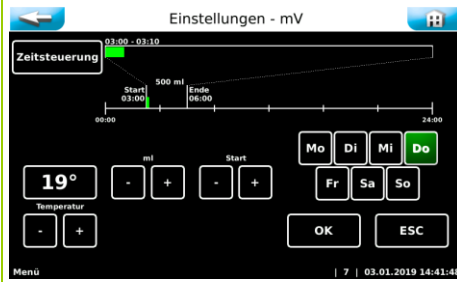 Einstellungen - mV
03:00 - 03:10
Zeitsteuerung
500 ml
Start Ende
03:00 06:00
00:00 24:00
Mo Di Mi Do
ml Start
19° - + - + Fr Sa So
Temperatur
- + OK ESC
Menü | 7 | 03.01.2019 14:41:48